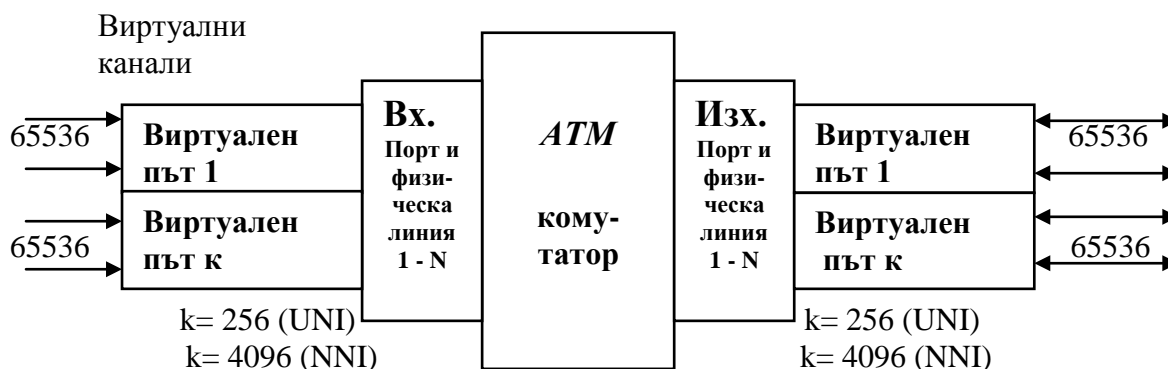 Виртуални
канали
65536
65536
Виртуален
път 1
Виртуален
път к
k= 256 (UNI)
k= 4096 (NNI)
Вх.
Порт и
физи-
ческа
линия
1 - N
АТМ
кому-
татор
Изх.
Порт и
физи-
ческа
линия
1 - N
Виртуален
път 1
Виртуален
път к
65536
65536
k= 256 (UNI)
k= 4096 (NNI)